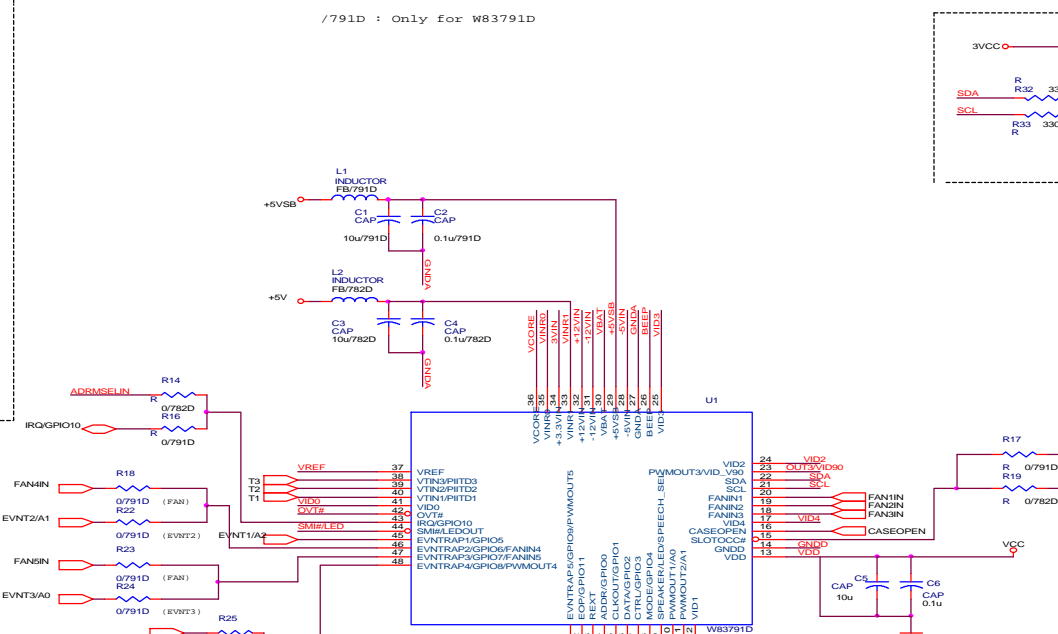 /791D : Only for W83791D
3VCC
R
R32 33
SDA
SCL
R33 330
R
L1
INDUCTOR
FB/791D
+5VSB
C1
CAP
10u/791D
C2
CAP
0.1u/791D
GNDA
L2
INDUCTOR
FB/782D
+5V
C3
CAP
10u/782D
C4
CAP
0.1u/782D
GNDA
VCORE
VINR0
3VIN
VINR1
+12VIN
-12VIN
VBAT
+5VSB
-5VIN
GNDA
BEEP
VID3
36
35
34
33
32
31
30
29
28
27
26
25
VCORE
VINR0
+3.3VIN
VINR1
+12VIN
-12VIN
VBAT
+5VSB
-5VIN
GNDA
BEEP
VID3
U1
R14
ADRMSELIN
R 0/782D
R16
IRQ/GPIO10
R
0/791D
R18
FAN4IN
0/791D (FAN)
R22
EVNT2/A1
0/791D (EVNT2)
R23
FAN5IN
0/791D (FAN)
R24
EVNT3/A0
0/791D (EVNT3)
R25
VREF 37 VREF
T3 38 VTIN3/PIITD3
T2 39 VTIN2/PIITD2
T1 40 VTIN1/PIITD1
VID0 41 VID0
OVT# 42 OVT#
43 IRQ/GPIO10
SMI#/LED 44 SMI#/LEDOUT
EVNT1/A2 45 EVNTRAP1/GPIO5
46 EVNTRAP2/GPIO6/FANIN4
47 EVNTRAP3/GPIO7/FANIN5
48 EVNTRAP4/GPIO8/PWMOUT4
VID2 24 VID2
PWMOUT3/VID_V90 23 OUT3/VID90
SDA 22 SDA
SCL 21 SCL
FANIN1 20 FAN1IN
FANIN2 19 FAN2IN
FANIN3 18 FAN3IN
VID4 17 VID4
CASEOPEN 16 CASEOPEN
SLOTOCC# 15
GNDD 14 GNDD
VDD 13 VDD
EVNTRAP5/GPIO9/PWMOUT5
EOP/GPIO11
REXT
ADDR/GPIO0
CLKOUT/GPIO1
DATA/GPIO2
CTRL/GPIO3
MODE/GPIO4
SPEAKER/LED/SPEECH_SEL
PWMOUT1/A0
PWMOUT2/A1
VID1
W83791D
R17
R 0/791D
R19
R 0/782D
VCC
C5
CAP
10u
C6
CAP
0.1u